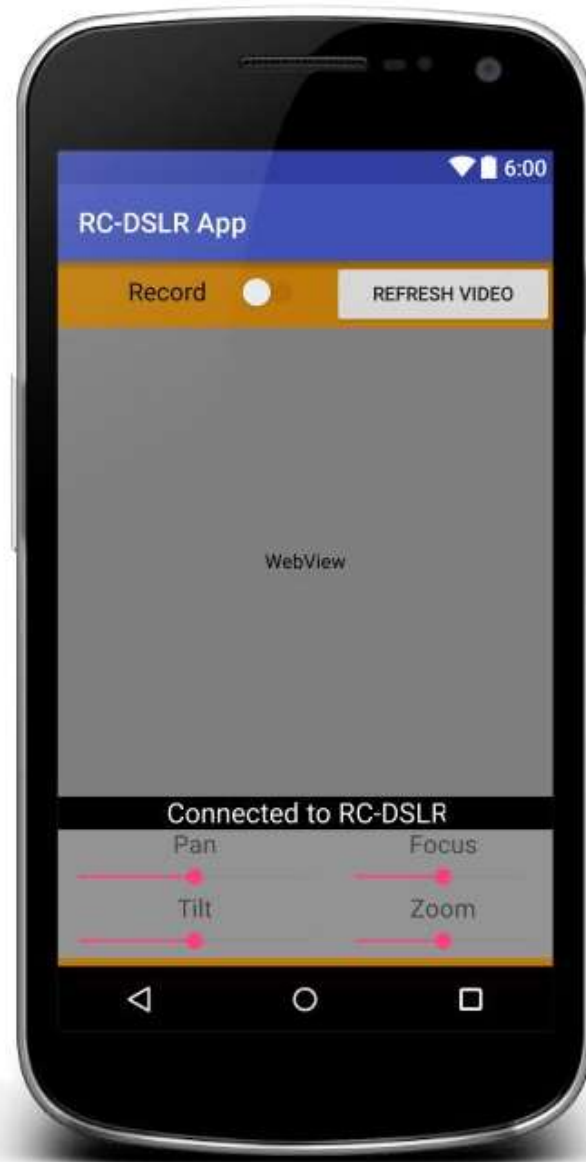 6:00
RC-DSLR App
Record REFRESH VIDEO
WebView
Connected to RC-DSLR
Pan Focus
Tilt Zoom